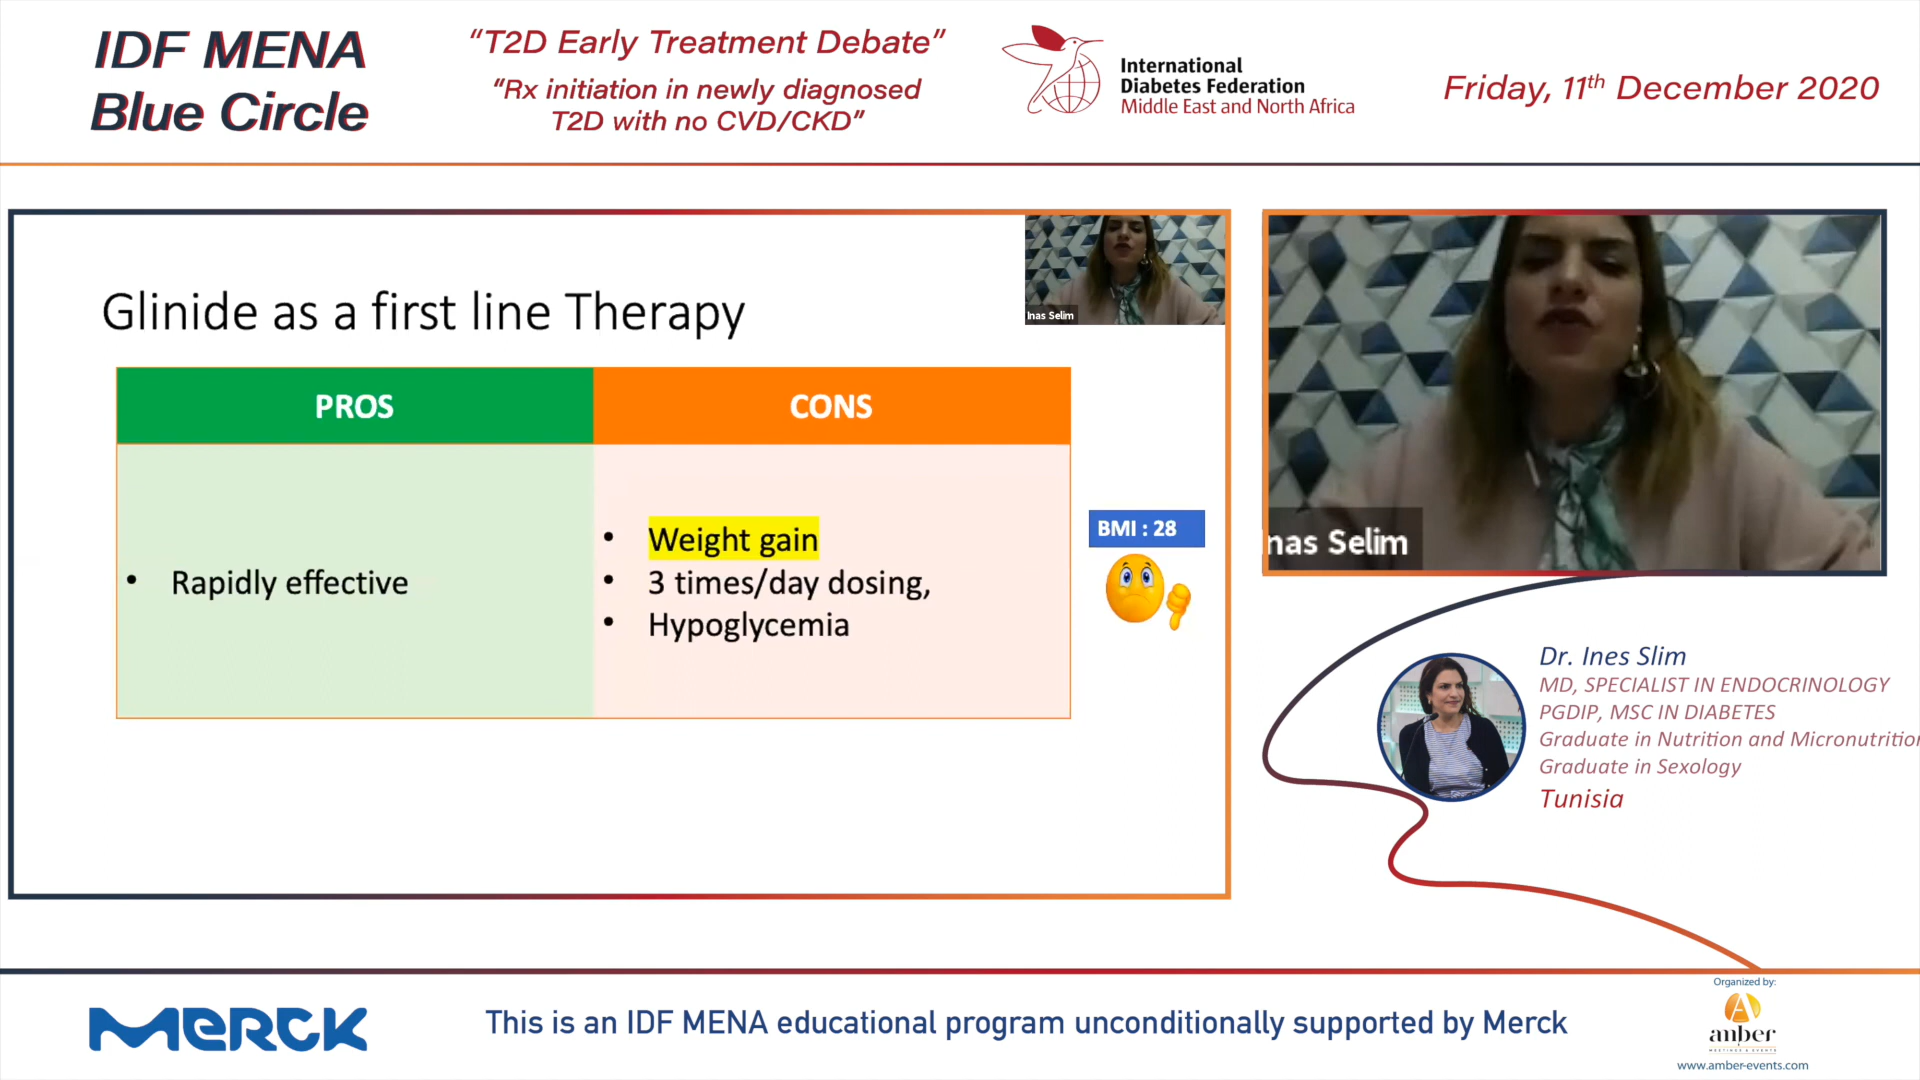 IDF MENA
Blue Circle
“T2D Early Treatment Debate”
“Rx initiation in newly diagnosed
T2D with no CVD/CKD”
International
Diabetes Federation
Middle East and North Africa
Friday, 11th December 2020
Inas Selim
Glinide as a first line Therapy
PROS
CONS
• Rapidly effective
• Weight gain
• 3 times/day dosing,
• Hypoglycemia
BMI : 28
nas Selim
Dr. Ines Slim
MD, SPECIALIST IN ENDOCRINOLOGY
PGDIP, MSC IN DIABETES
Graduate in Nutrition and Micronutrition
Graduate in Sexology
Tunisia
MERCK
This is an IDF MENA educational program unconditionally supported by Merck
Organized by:
amber
MEETINGS & EVENTS
www.amber-events.com